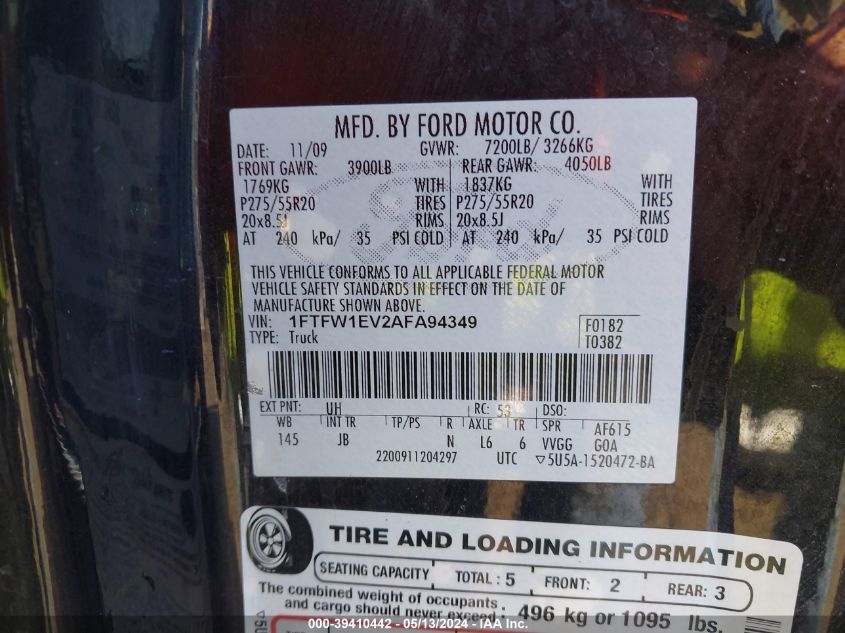 MFD. BY FORD MOTOR CO.
DATE: 11/09 GVWR: 7200LB/ 3266KG
FRONT GAWR: 3900LB REAR GAWR: 4050LB
1769KG WITH 1837KG WITH
P275/55R20 TIRES P275/55R20 TIRES
20x8.5J RIMS 20x8.5J RIMS
AT 240 kPa/ 35 PSI COLD AT 240 kPa/ 35 PSI COLD
THIS VEHICLE CONFORMS TO ALL APPLICABLE FEDERAL MOTOR
VEHICLE SAFETY STANDARDS IN EFFECT ON THE DATE OF
MANUFACTURE SHOWN ABOVE.
VIN: 1FTFW1EV2AFA94349
TYPE: Truck
F0182
T0382
EXT PNT: UH RC: 53 DSO:
WB INT TR TP/PS R AXLE TR SPR AF615
145 JB N L6 6 VVGG GOA
2200911204297 UTC ▽5U5A-1520472-BA
TIRE AND LOADING INFORMATION
SEATING CAPACITY TOTAL : 5 FRONT: 2 REAR: 3
The combined weight of occupants
and cargo should never exceed : 496 kg or 1095 lbs.
000-39410442 - 05/13/2024 - IAA Inc.